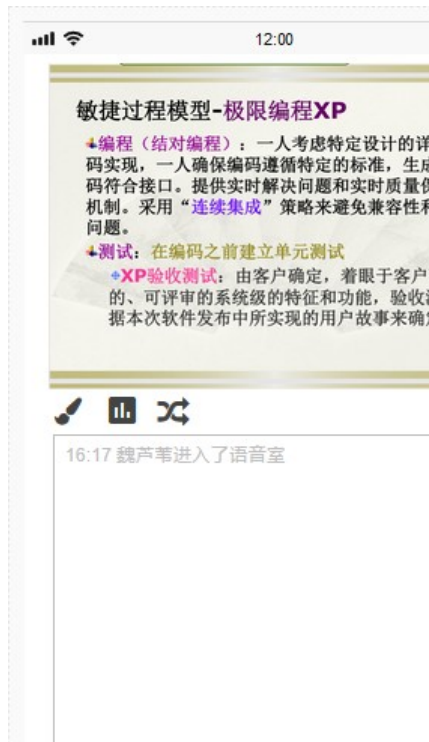 12:00
敏捷过程模型-极限编程XP
编程（结对编程）：一人考虑特定设计的详
码实现，一人确保编码遵循特定的标准，生成
码符合接口。提供实时解决问题和实时质量保
机制。采用“连续集成”策略来避免兼容性和
问题。
测试：在编码之前建立单元测试
XP验收测试：由客户确定，着眼于客户
的、可评审的系统级的特征和功能，验收测
据本次软件发布中所实现的用户故事来确定
16:17 魏芦苇进入了语音室